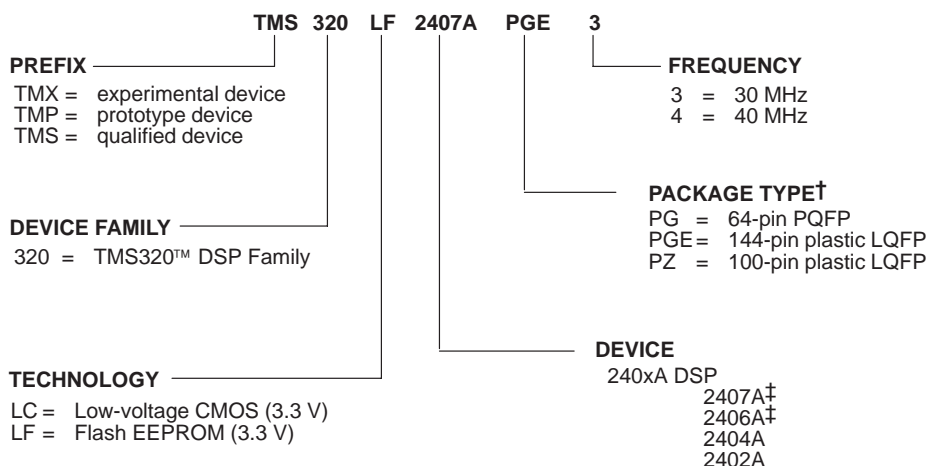 TMS 320 LF 2407A PGE 3
PREFIX
TMX = experimental device
TMP = prototype device
TMS = qualified device
FREQUENCY
3 = 30 MHz
4 = 40 MHz
DEVICE FAMILY
320 = TMS320™ DSP Family
PACKAGE TYPE†
PG = 64-pin PQFP
PGE = 144-pin plastic LQFP
PZ = 100-pin plastic LQFP
TECHNOLOGY
LC = Low-voltage CMOS (3.3 V)
LF = Flash EEPROM (3.3 V)
DEVICE
240xA DSP
2407A‡
2406A‡
2404A
2402A